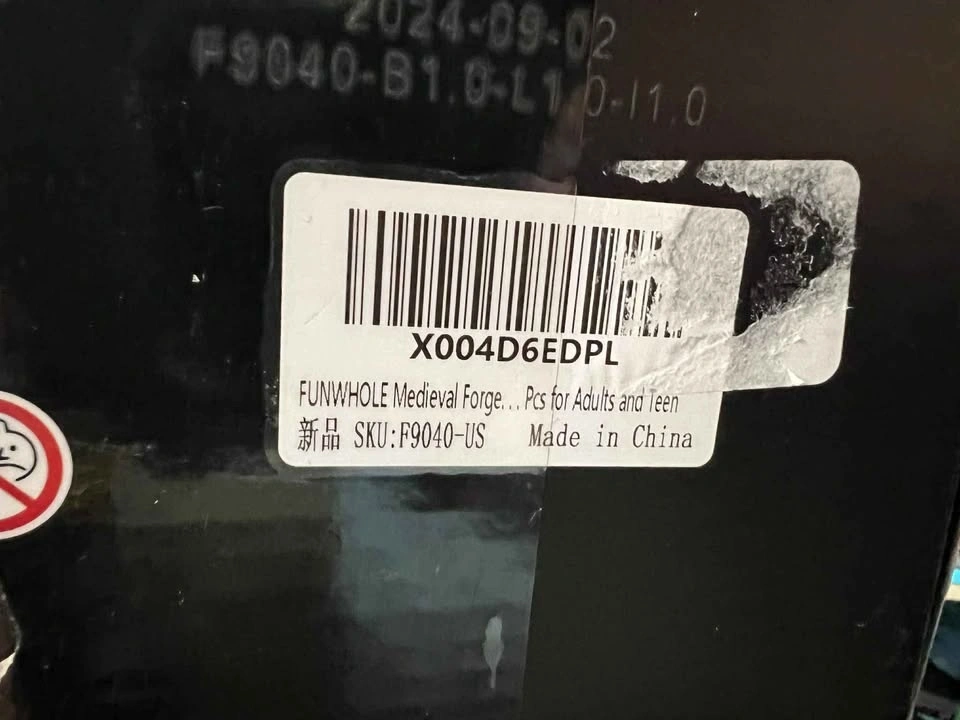 2024-09-02
F9040-B1.0-L1.0-I1.0
X004D6EDPL
FUNWHOLE Medieval Forge... Pcs for Adults and Teen
新品 SKU:F9040-US Made in China